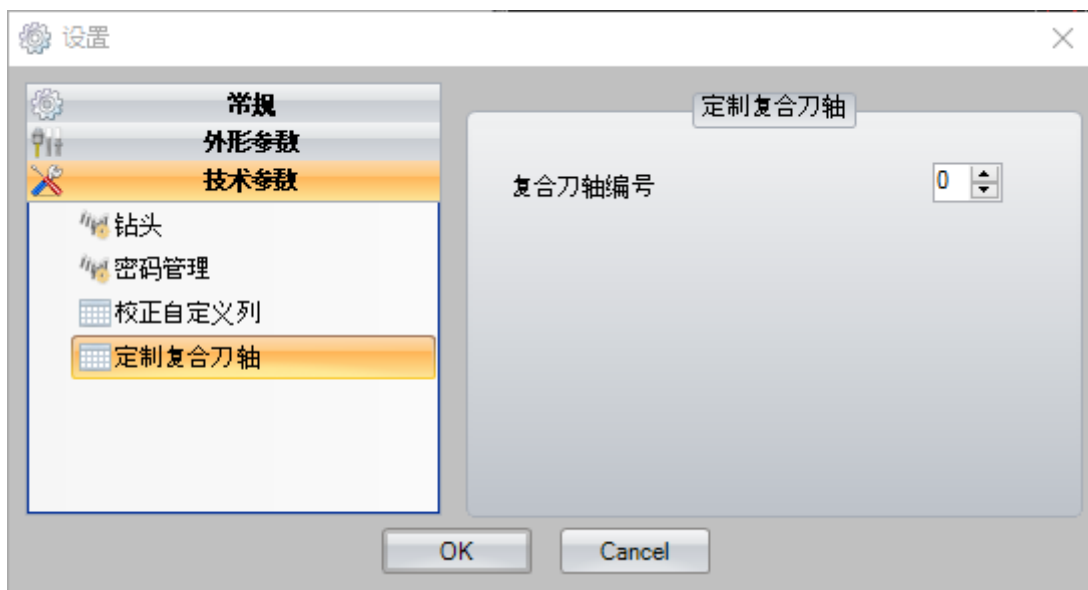 设置
常规
外形参数
技术参数
钻头
密码管理
校正自定义列
定制复合刀轴
定制复合刀轴
复合刀轴编号
0
OK
Cancel